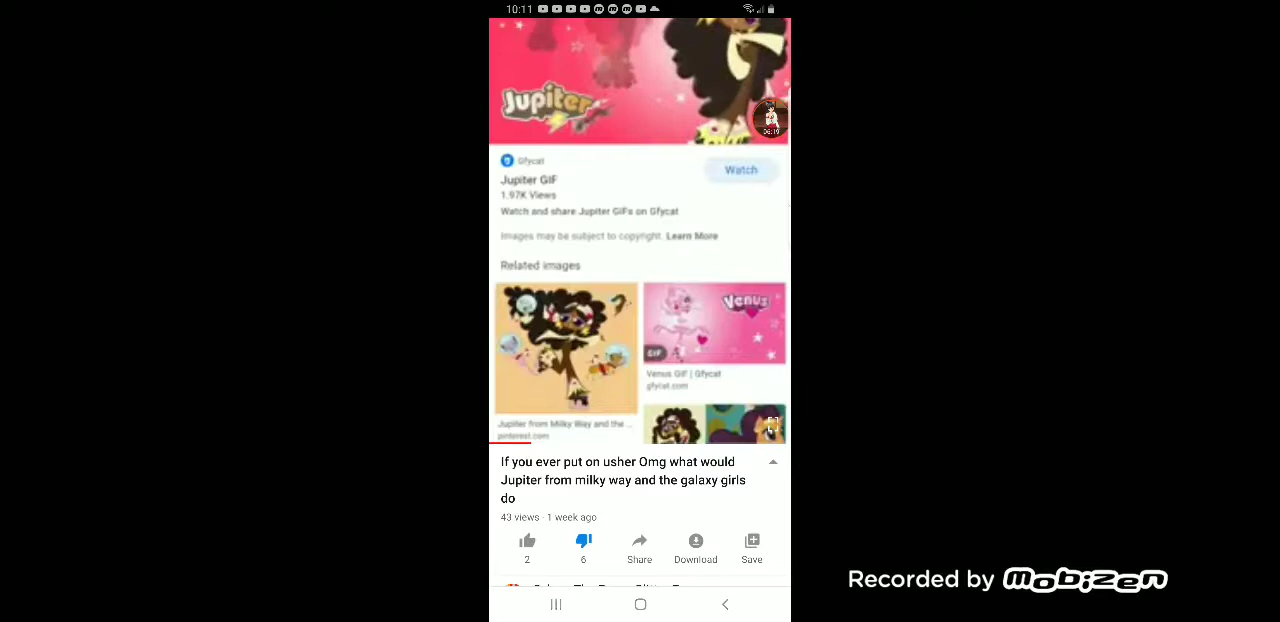 10:11
Jupiter
06:19
Gfycat
Watch
Jupiter GIF
1.97K Views
Watch and share Jupiter GIFs on Gfycat
Images may be subject to copyright. Learn More
Related images
Venus
GIF
Venus GIF | Gfycat
gfycat.com
Jupiter from Milky Way and the ...
pinterest.com
If you ever put on usher Omg what would
Jupiter from milky way and the galaxy girls
do
43 views · 1 week ago
2
6
Share
Download
Save
Recorded by mobizen